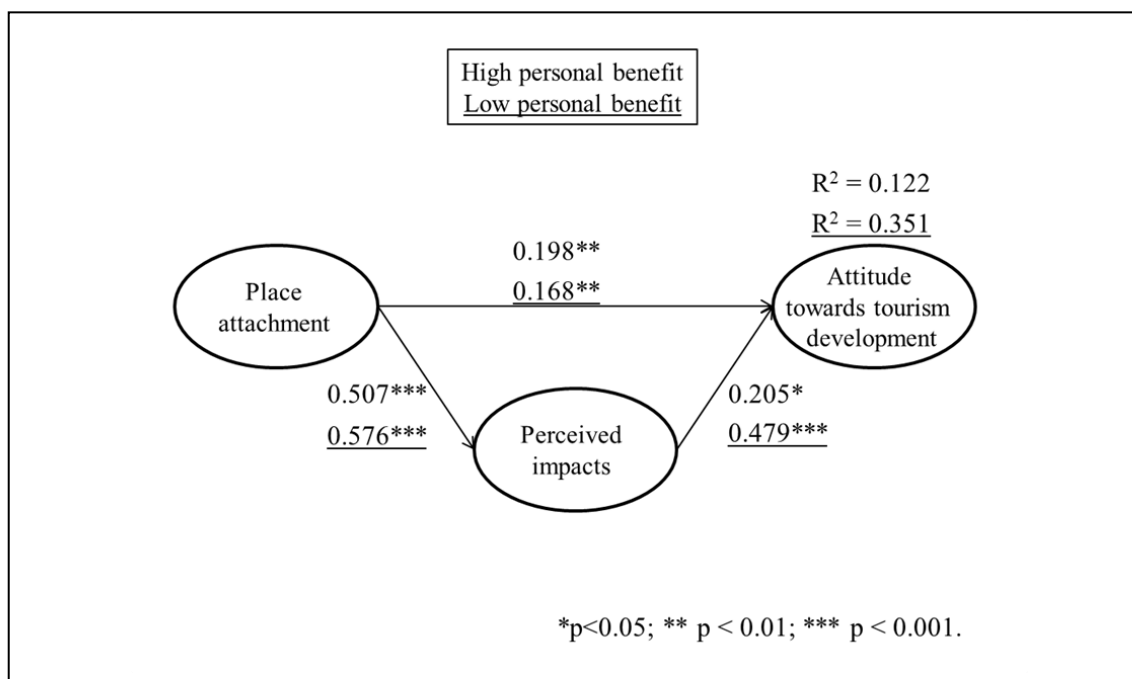 High personal benefit
Low personal benefit
R² = 0.122
R² = 0.351
0.198**
0.168**
Place
attachment
Attitude
towards tourism
development
0.507***
0.576***
0.205*
0.479***
Perceived
impacts
*p<0.05; ** p < 0.01; *** p < 0.001.